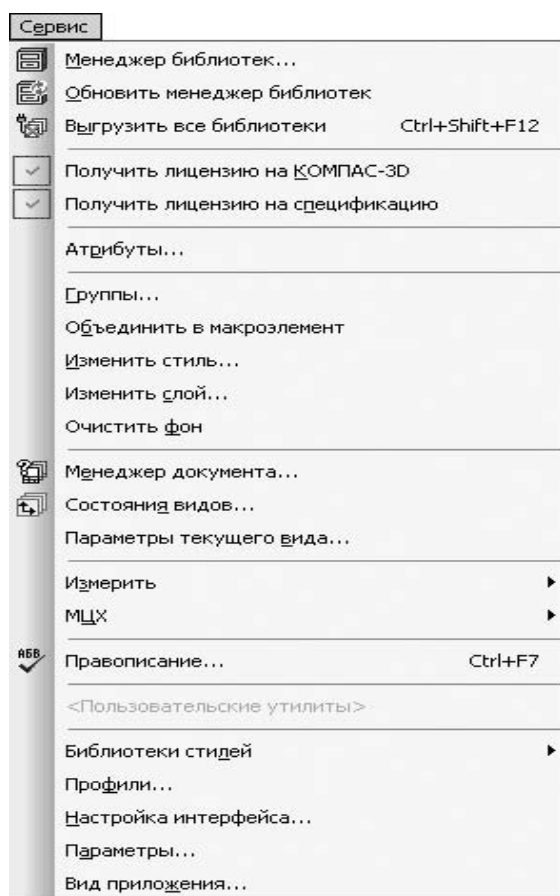 Сервис
Менеджер библиотек...
Обновить менеджер библиотек
Выгрузить все библиотеки Ctrl+Shift+F12
Получить лицензию на КОМПАС-3D
Получить лицензию на спецификацию
Атрибуты...
Группы...
Объединить в макроэлемент
Изменить стиль...
Изменить слой...
Очистить фон
Менеджер документа...
Состояния видов...
Параметры текущего вида...
Измерить
МЦХ
АБВ Правописание... Ctrl+F7
<Пользовательские утилиты>
Библиотеки стилей
Профили...
Настройка интерфейса...
Параметры...
Вид приложения...